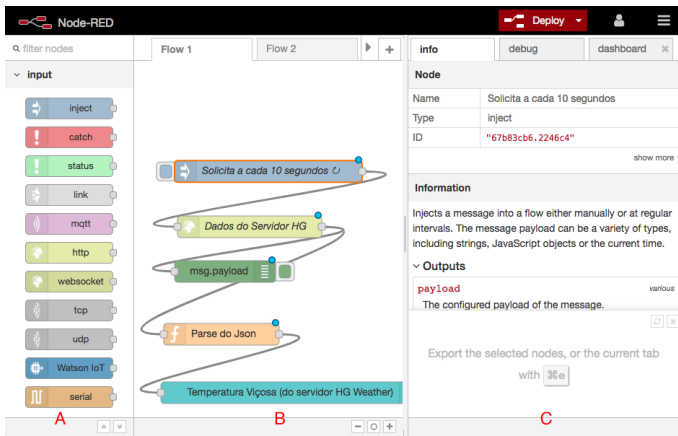 Node-RED
Deploy
filter nodes
input
inject
catch
status
link
mqtt
http
websocket
tcp
udp
Watson IoT
serial
A
Flow 1
Flow 2
Solicita a cada 10 segundos ↻
Dados do Servidor HG
msg.payload
f
Parse do Json
Temperatura Viçosa (do servidor HG Weather)
B
info
debug
dashboard
Node
Name Solicita a cada 10 segundos
Type inject
ID "67b83cb6.2246c4"
show more
Information
Injects a message into a flow either manually or at regular
intervals. The message payload can be a variety of types,
including strings, JavaScript objects or the current time.
Outputs
payload various
The configured payload of the message.
Export the selected nodes, or the current tab
with ⌘e
C